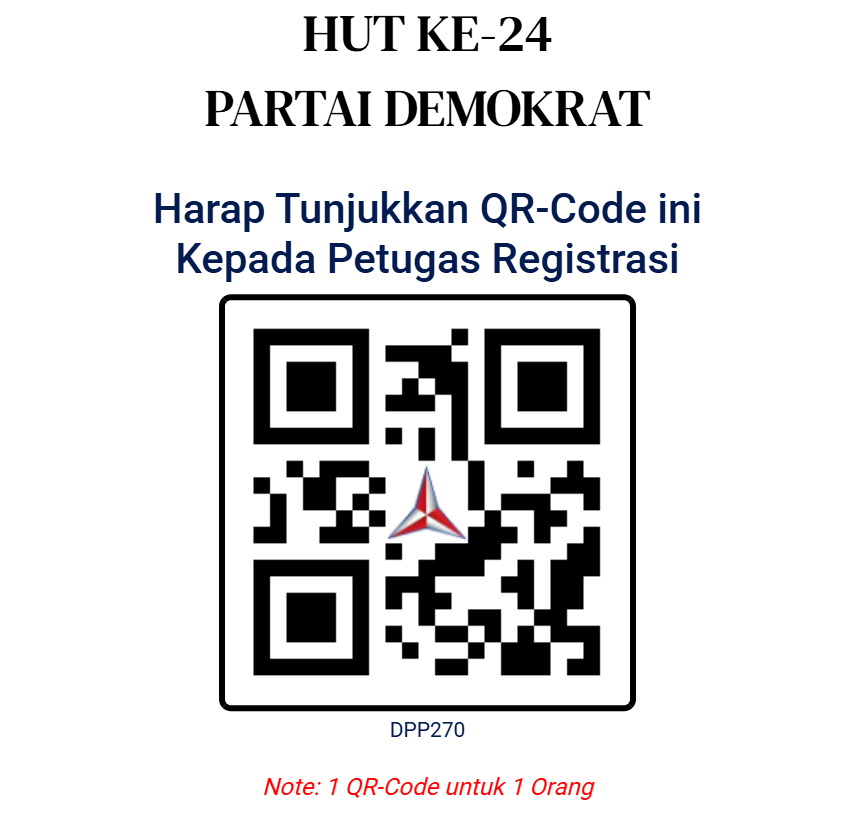 HUT KE-24
PARTAI DEMOKRAT
Harap Tunjukkan QR-Code ini
Kepada Petugas Registrasi
DPP270
Note: 1 QR-Code untuk 1 Orang